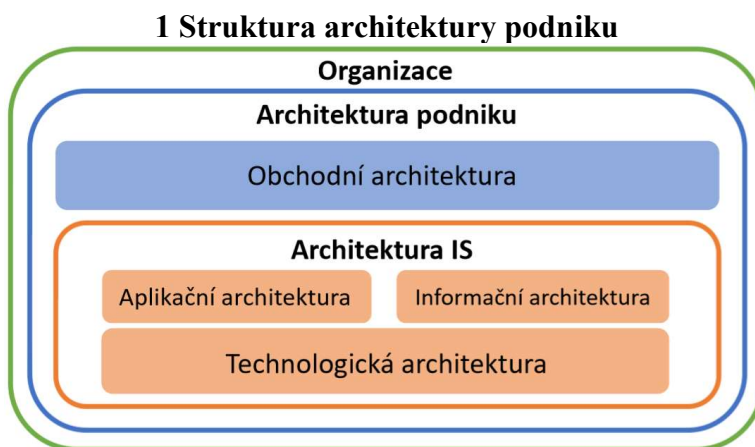 1 Struktura architektury podniku
Organizace
Architektura podniku
Obchodní architektura
Architektura IS
Aplikační architektura
Informační architektura
Technologická architektura